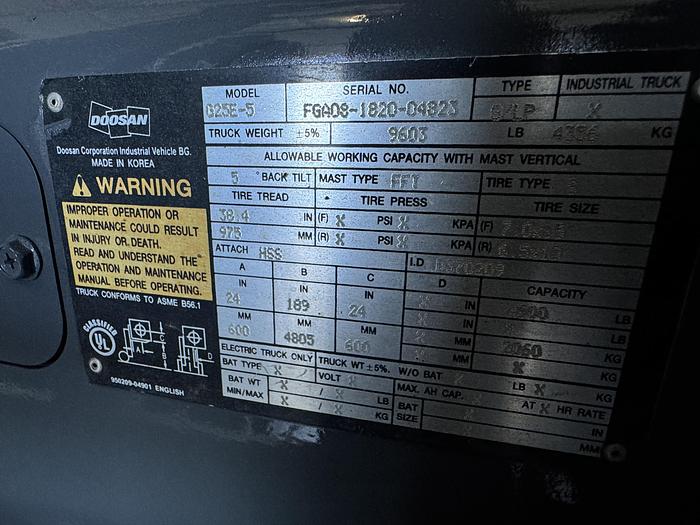 DOOSAN
Doosan Corporation Industrial Vehicle BG.
MADE IN KOREA
WARNING
IMPROPER OPERATION OR
MAINTENANCE COULD RESULT
IN INJURY OR DEATH.
READ AND UNDERSTAND THE
OPERATION AND MAINTENANCE
MANUAL BEFORE OPERATING.
TRUCK CONFORMS TO ASME B56.1
CLASSIFIED
UL
A B C D
950209-04901 ENGLISH
MODEL SERIAL NO. TYPE INDUSTRIAL TRUCK
G25E-5 FGA08-1820-04823 G/LP X
TRUCK WEIGHT ±5% 9603 LB 4356 KG
ALLOWABLE WORKING CAPACITY WITH MAST VERTICAL
5 °BACK TILT MAST TYPE FFT TIRE TYPE
TIRE TREAD TIRE PRESS TIRE SIZE
38.4 IN (F) X PSI X KPA (F)
975 MM (R) X PSI X KPA (R)
ATTACH HSS I.D.
A B C D CAPACITY
IN IN IN IN
24 189 24 X LB
MM MM MM MM
600 4805 600 X 2060 KG
ELECTRIC TRUCK ONLY TRUCK WT ±5%. W/O BAT X LB X KG
BAT TYPE X VOLT X MAX. AH CAP. X AT X HR RATE
BAT WT X / X LB BAT IN
MIN/MAX X / X KG SIZE MM